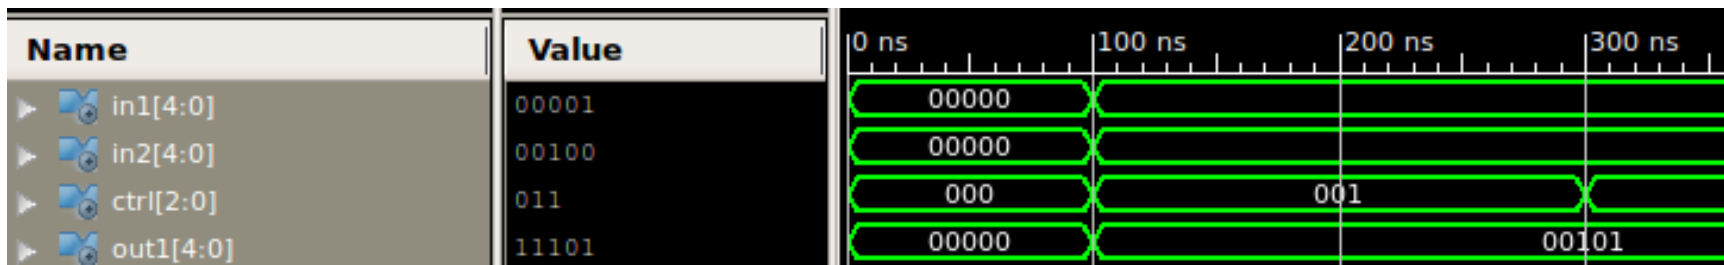 Name Value 0 ns 100 ns 200 ns 300 ns
in1[4:0] 00001 00000
in2[4:0] 00100 00000
ctrl[2:0] 011 000 001
out1[4:0] 11101 00000 00101